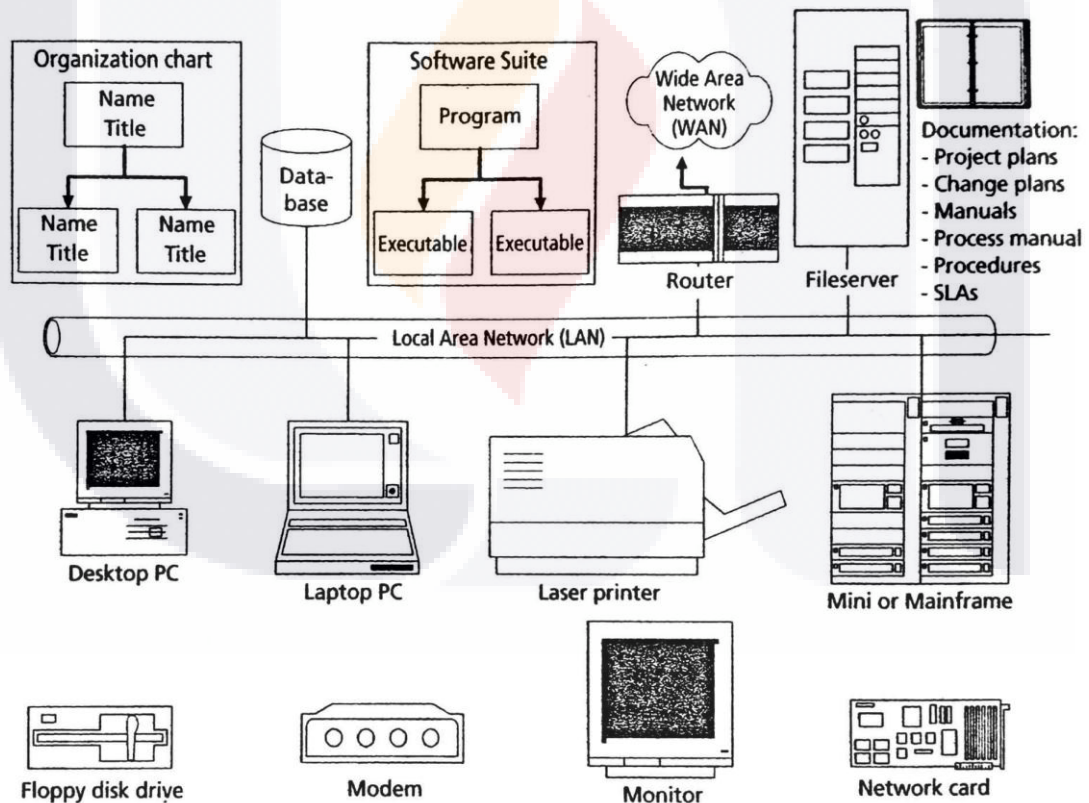 Organization chart
Name
Title
Name
Title
Name
Title
Data-
base
Software Suite
Program
Executable
Executable
Wide Area
Network
(WAN)
Router
Fileserver
Documentation:
- Project plans
- Change plans
- Manuals
- Process manual
- Procedures
- SLAs
Local Area Network (LAN)
Desktop PC
Laptop PC
Laser printer
Mini or Mainframe
Floppy disk drive
Modem
Monitor
Network card